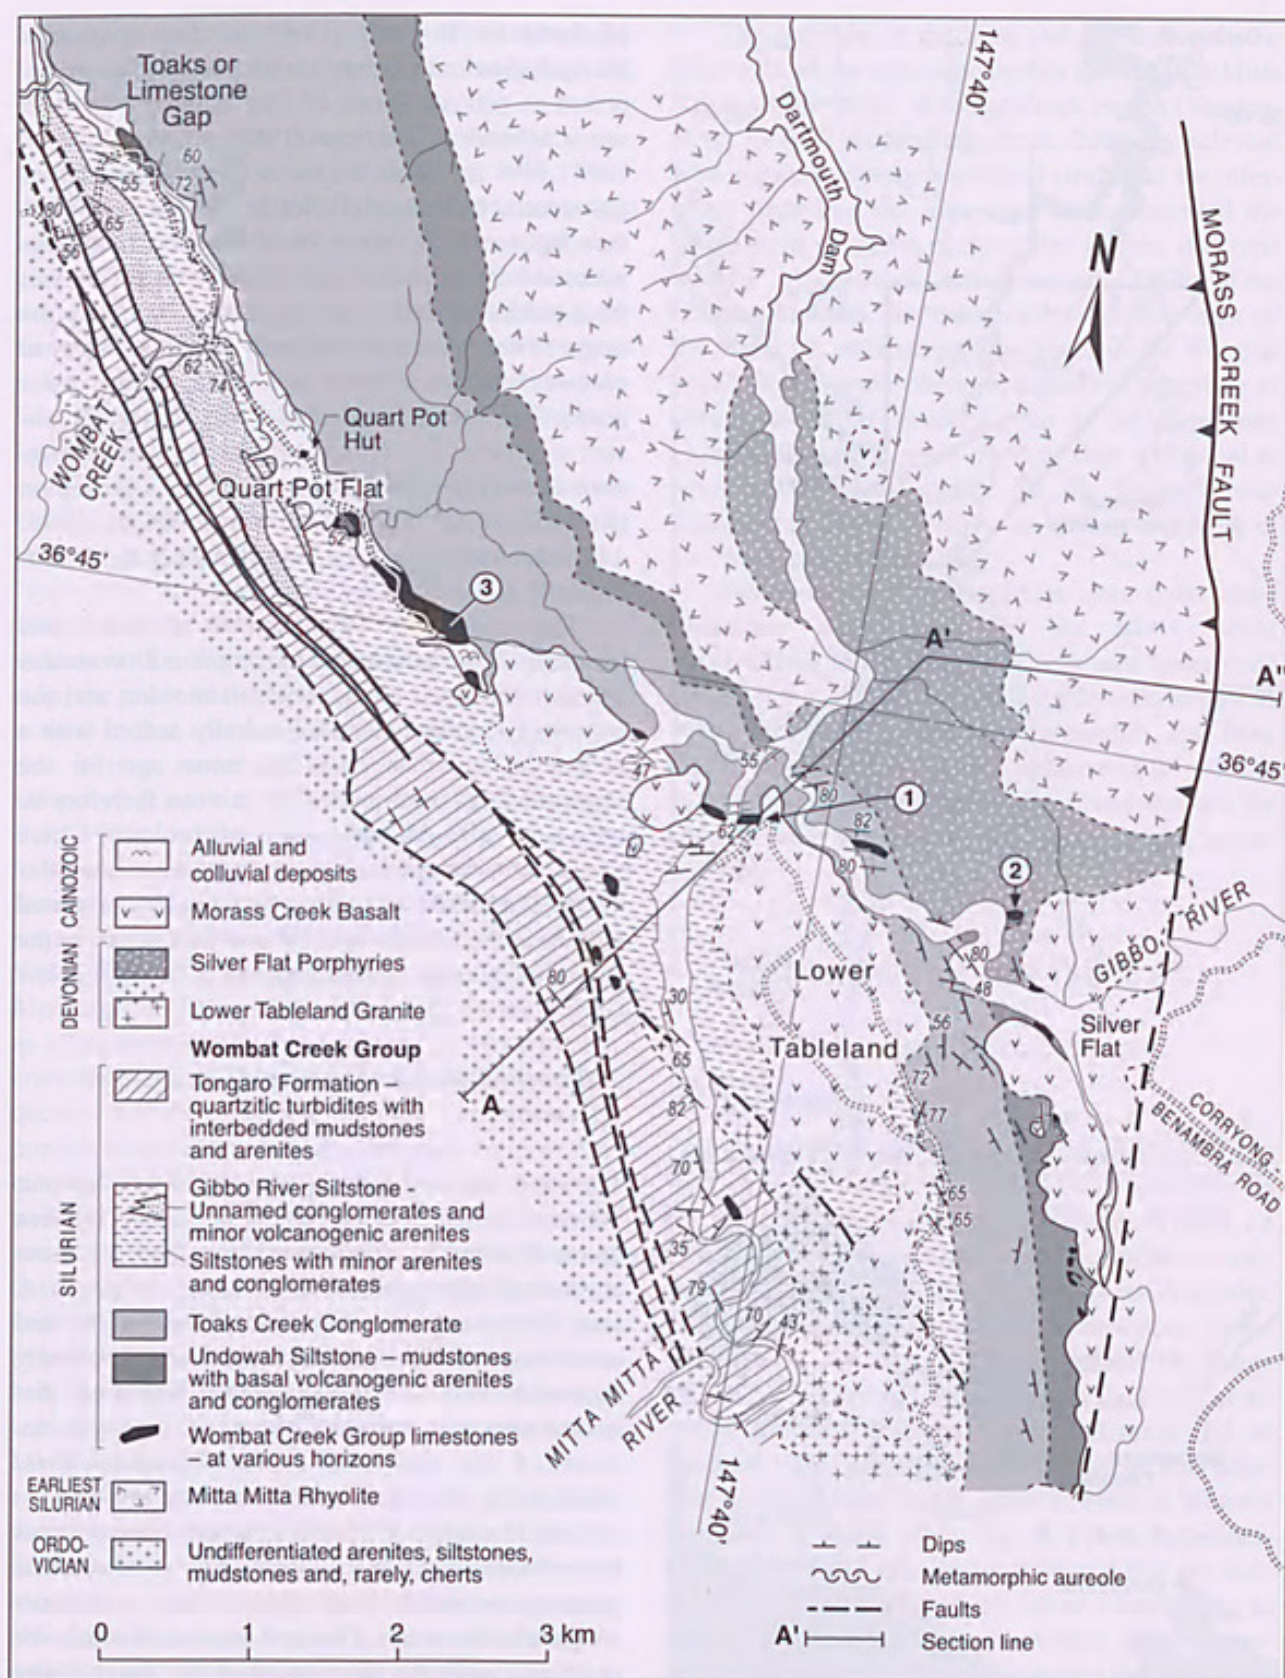 Toaks or
Limestone
Gap
60
55
72
80
65
62
74
WOMBAT
CREEK
Quart Pot
Hut
Quart Pot Flat
52
36°45'
3
Dartmouth
Dam
147°40'
N
MORASS CREEK FAULT
A'
A"
36°45'
47
55
80
1
62
82
80
2
GIBBO RIVER
80
48
Silver
Flat
Lower
Tableland
56
72
77
CORRYONG-
BENAMBRA ROAD
80
30
65
A
82
70
65
65
35
79
70
43
MITTA MITTA
RIVER
147°40'
CAINOZOIC
Alluvial and
colluvial deposits
Morass Creek Basalt
DEVONIAN
Silver Flat Porphyries
Lower Tableland Granite
Wombat Creek Group
SILURIAN
Tongaro Formation –
quartzitic turbidites with
interbedded mudstones
and arenites
Gibbo River Siltstone -
Unnamed conglomerates and
minor volcanogenic arenites
Siltstones with minor arenites
and conglomerates
Toaks Creek Conglomerate
Undowah Siltstone – mudstones
with basal volcanogenic arenites
and conglomerates
Wombat Creek Group limestones
– at various horizons
EARLIEST
SILURIAN
Mitta Mitta Rhyolite
ORDO-
VICIAN
Undifferentiated arenites, siltstones,
mudstones and, rarely, cherts
0 1 2 3 km
Dips
Metamorphic aureole
Faults
A' Section line